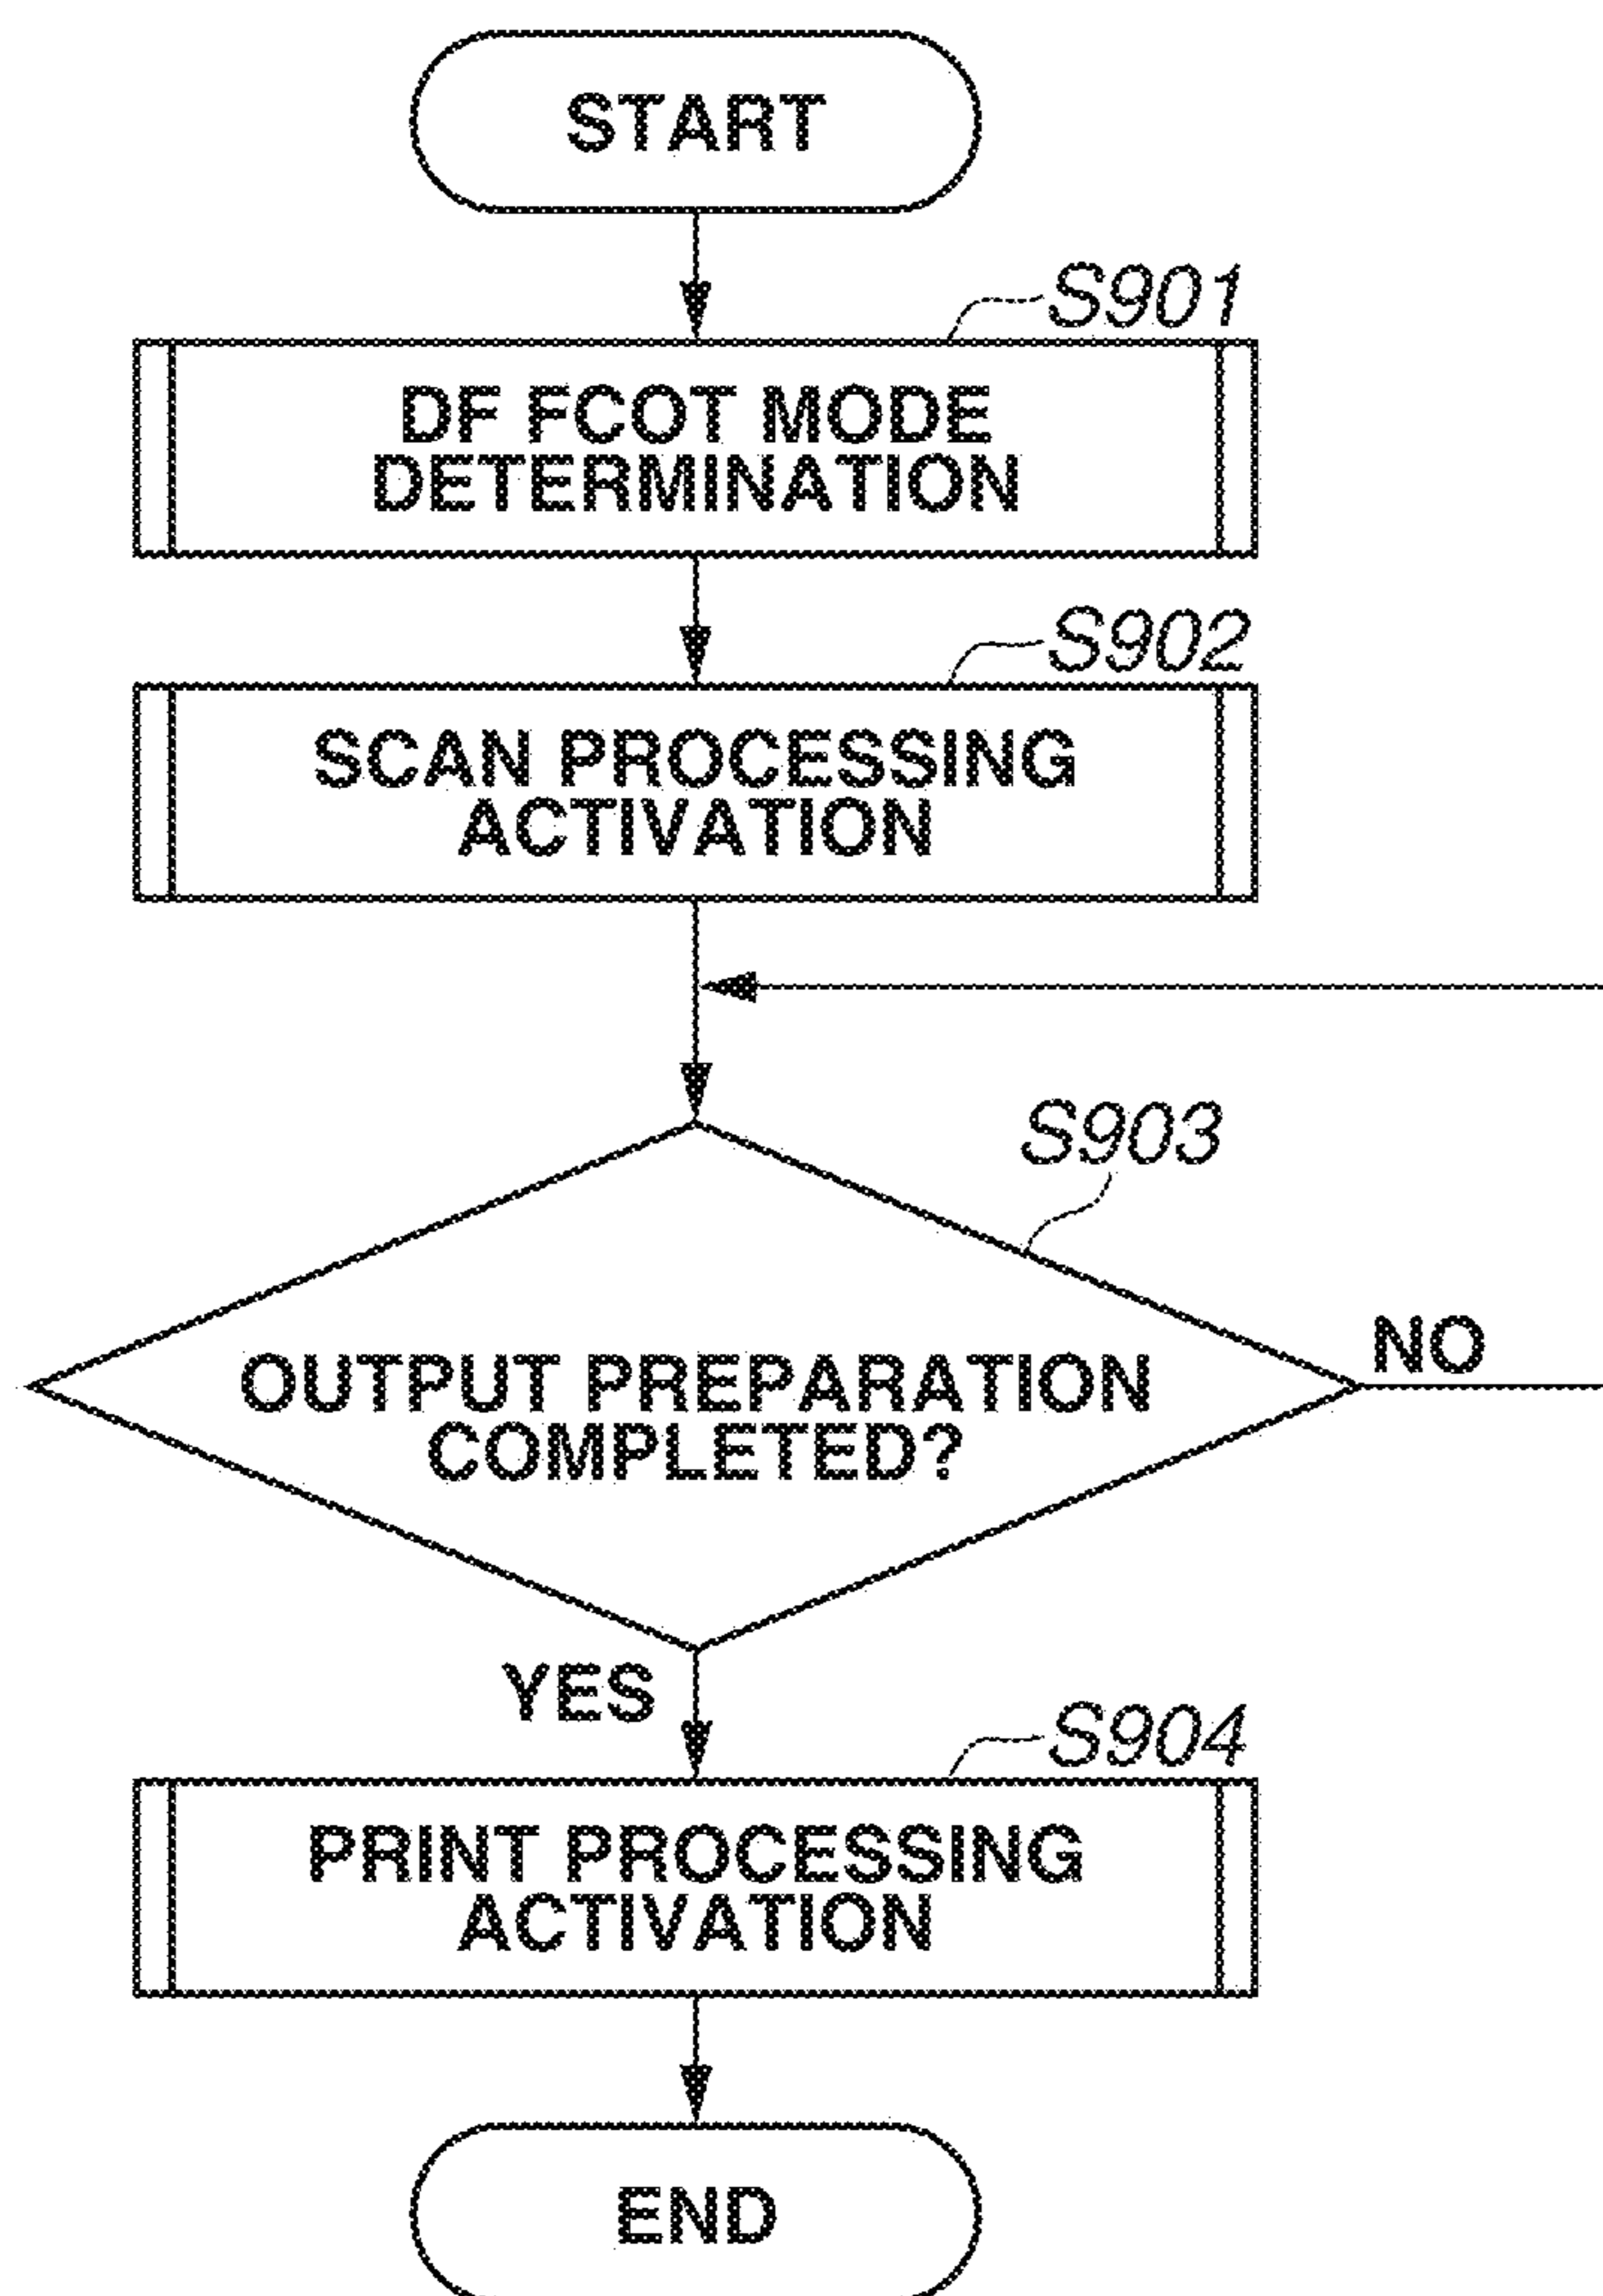 START
S901
DF FCOT MODE
DETERMINATION
S902
SCAN PROCESSING
ACTIVATION
S903
OUTPUT PREPARATION
COMPLETED?
NO
YES
S904
PRINT PROCESSING
ACTIVATION
END